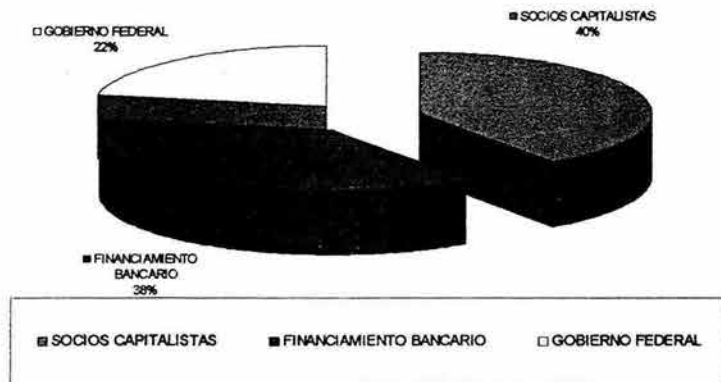 GOBIERNO FEDERAL
22%
SOCIOS CAPITALISTAS
40%
FINANCIAMIENTO
BANCARIO
38%
SOCIOS CAPITALISTAS FINANCIAMIENTO BANCARIO GOBIERNO FEDERAL